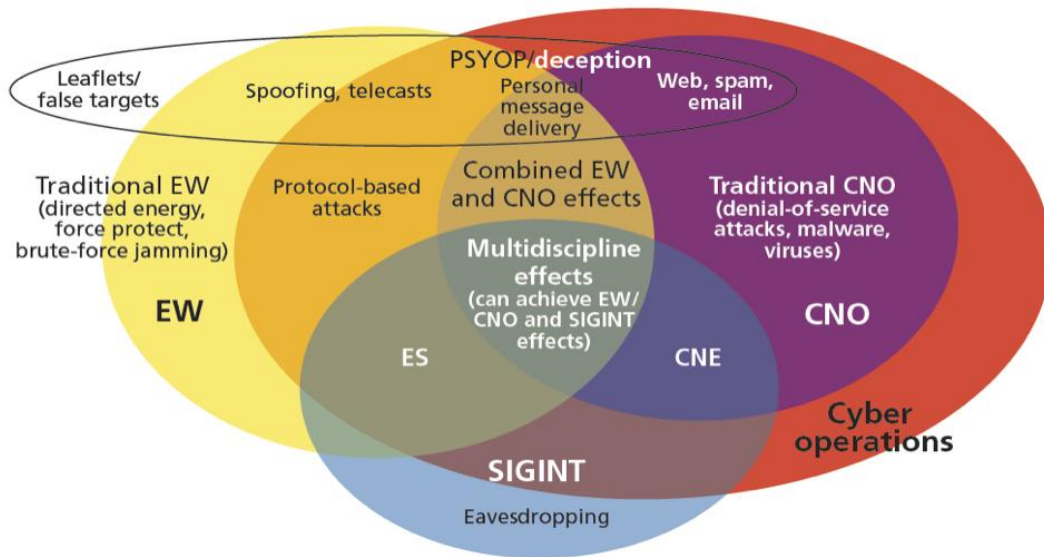 PSYOP/deception
Leaflets/
false targets
Spoofing, telecasts
Personal
message
delivery
Web, spam,
email
Traditional EW
(directed energy,
force protect,
brute-force jamming)
EW
Protocol-based
attacks
Combined EW
and CNO effects
Traditional CNO
(denial-of-service
attacks, malware,
viruses)
CNO
Multidiscipline
effects
(can achieve EW/
CNO and SIGINT
effects)
ES
CNE
Cyber
operations
SIGINT
Eavesdropping